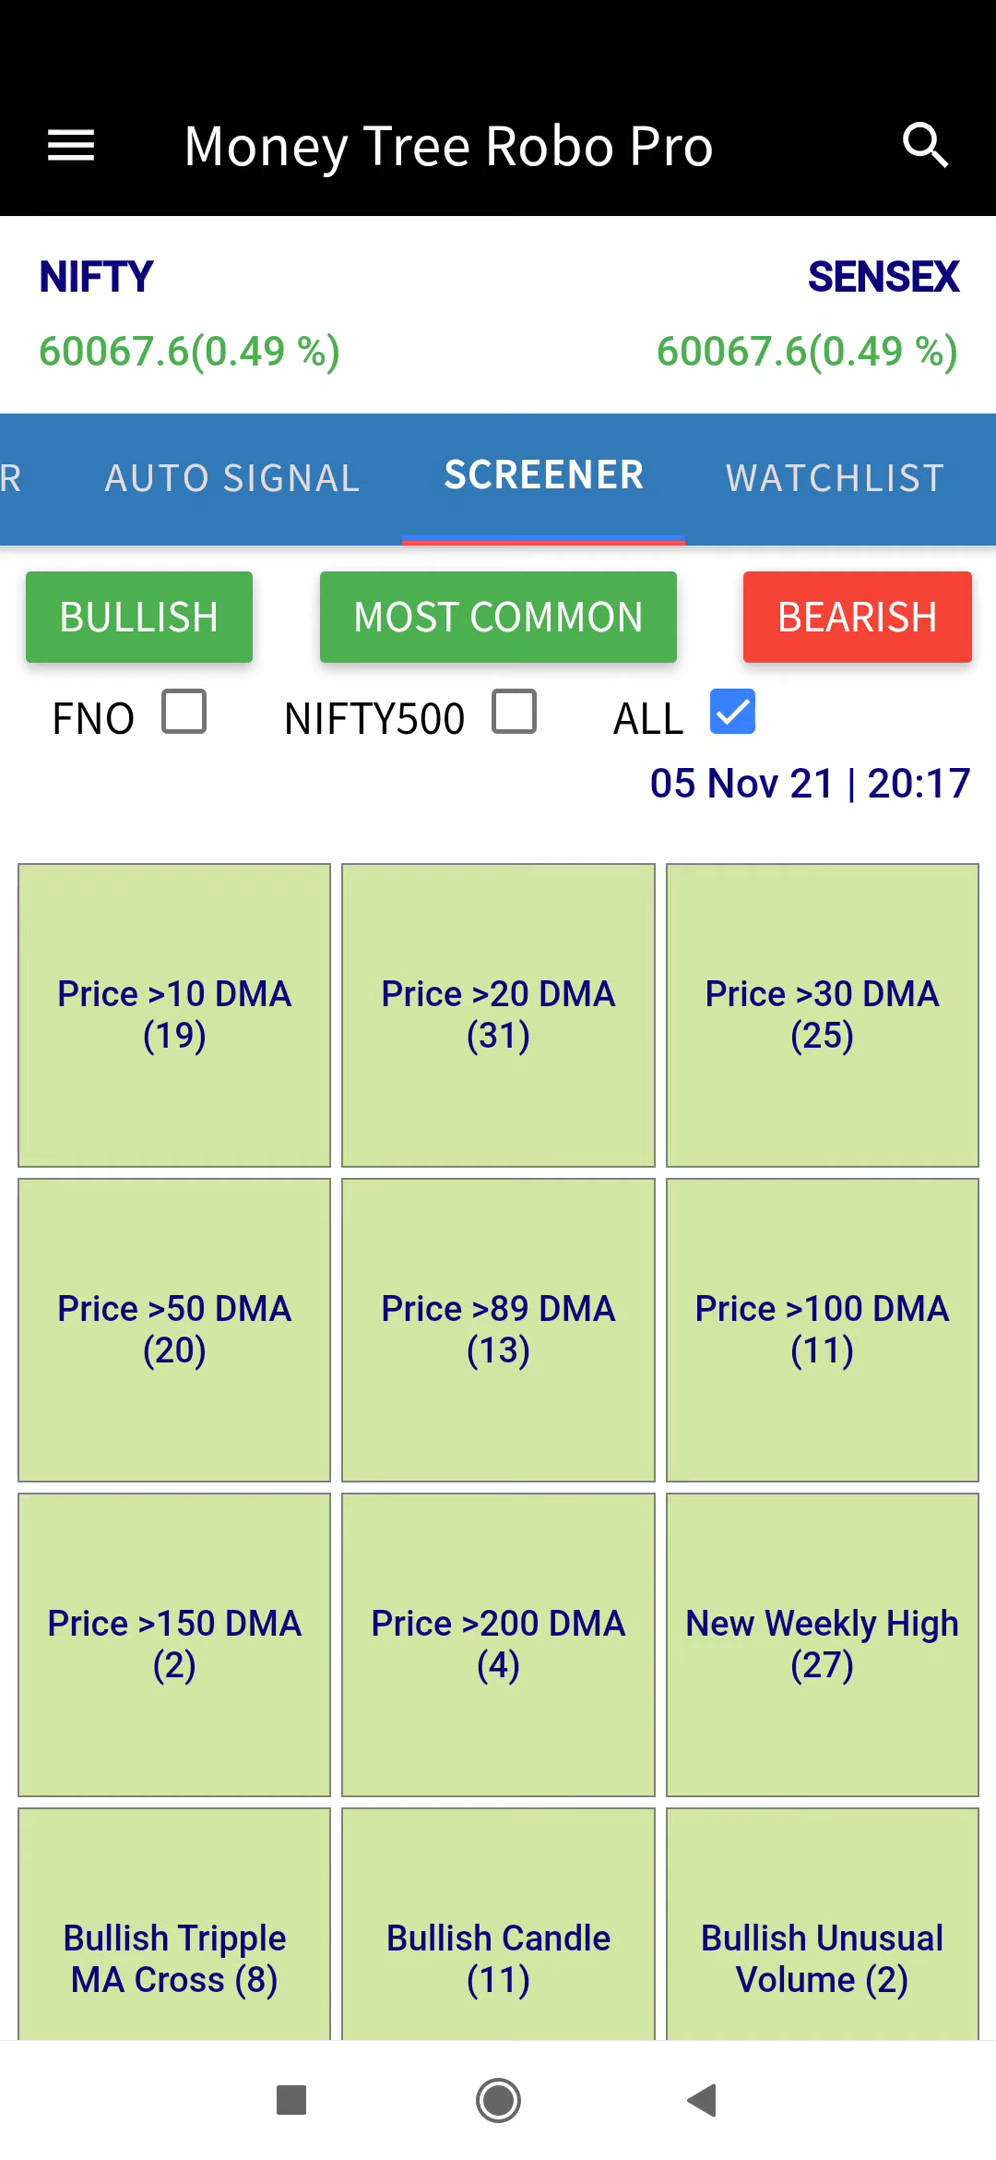 Money Tree Robo Pro
NIFTY SENSEX
60067.6(0.49 %) 60067.6(0.49 %)
R AUTO SIGNAL SCREENER WATCHLIST
BULLISH MOST COMMON BEARISH
FNO NIFTY500 ALL
05 Nov 21 | 20:17
Price >10 DMA
(19)
Price >20 DMA
(31)
Price >30 DMA
(25)
Price >50 DMA
(20)
Price >89 DMA
(13)
Price >100 DMA
(11)
Price >150 DMA
(2)
Price >200 DMA
(4)
New Weekly High
(27)
Bullish Tripple
MA Cross (8)
Bullish Candle
(11)
Bullish Unusual
Volume (2)